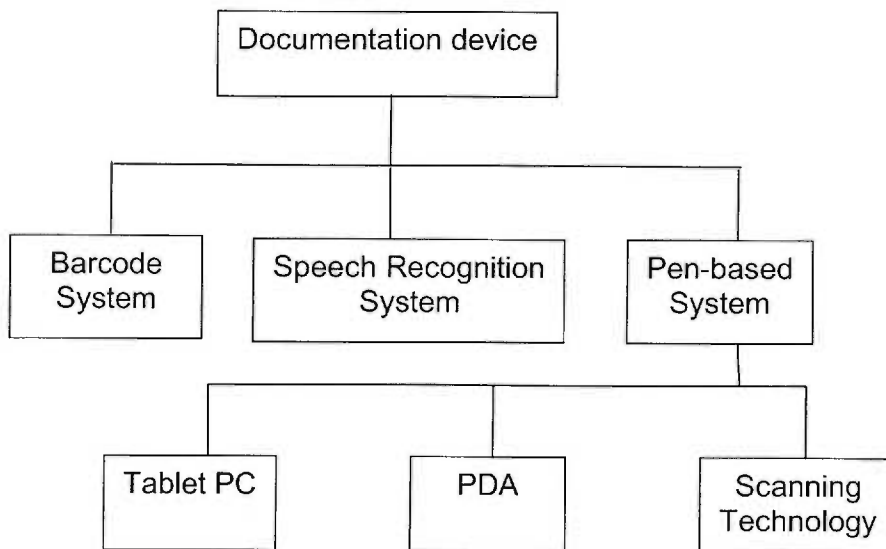 Documentation device
Barcode
System
Speech Recognition
System
Pen-based
System
Tablet PC
PDA
Scanning
Technology